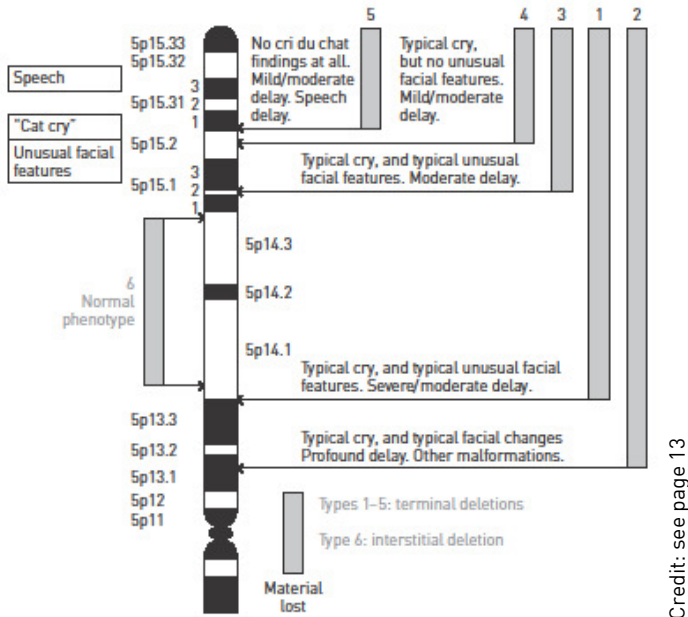 5 4 3 1 2
5p15.33
5p15.32
3
5p15.31 2
1
5p15.2
3
5p15.1 2
1
Speech
"Cat cry"
Unusual facial
features
No cri du chat
findings at all.
Mild/moderate
delay. Speech
delay.
Typical cry,
but no unusual
facial features.
Mild/moderate
delay.
Typical cry, and typical unusual
facial features. Moderate delay.
5p14.3
5p14.2
5p14.1
6
Normal
phenotype
Typical cry, and typical unusual facial
features. Severe/moderate delay.
5p13.3
5p13.2
5p13.1
5p12
5p11
Typical cry, and typical facial changes
Profound delay. Other malformations.
Types 1–5: terminal deletions
Type 6: interstitial deletion
Material
lost
Credit: see page 13